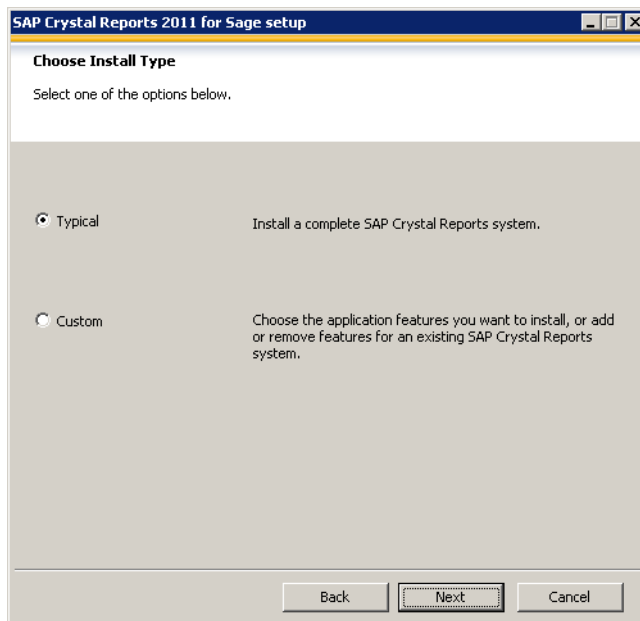 SAP Crystal Reports 2011 for Sage setup
Choose Install Type
Select one of the options below.
Typical
Install a complete SAP Crystal Reports system.
Custom
Choose the application features you want to install, or add
or remove features for an existing SAP Crystal Reports
system.
Back
Next
Cancel